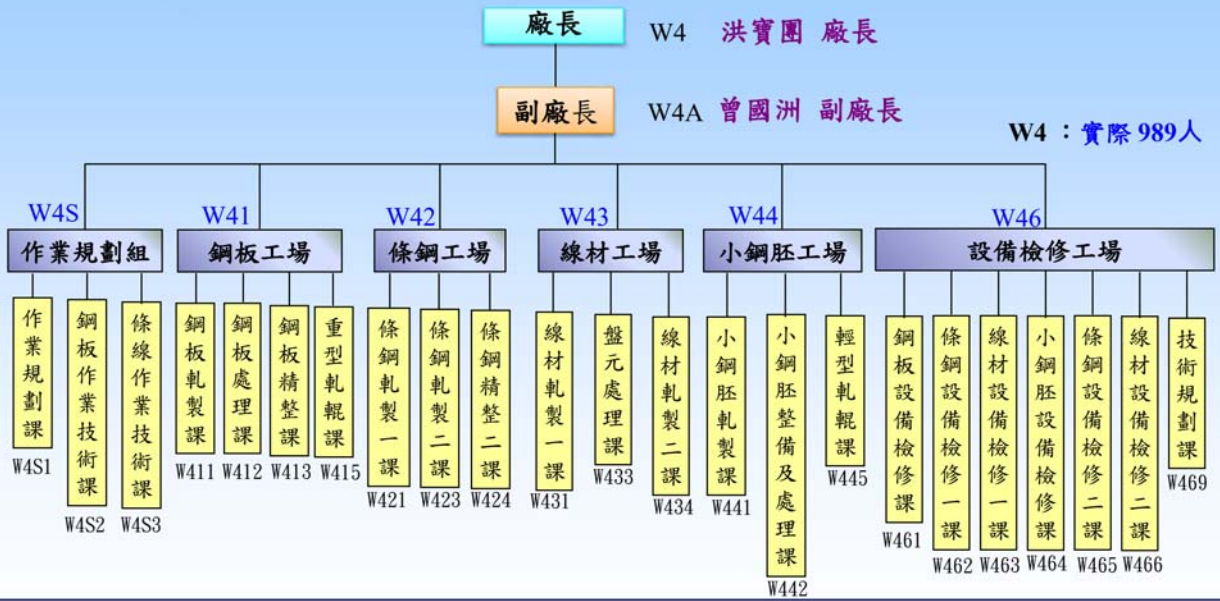 廠長 W4 洪寶團 廠長
副廠長 W4A 曾國洲 副廠長
W4 ：實際 989人
W4S
作業規劃組
作業規劃課
W4S1
鋼板作業技術課
W4S2
條線作業技術課
W4S3
W41
鋼板工場
鋼板軋製課
W411
鋼板處理課
W412
鋼板精整課
W413
重型軋輥課
W415
W42
條鋼工場
條鋼軋製一課
W421
條鋼軋製二課
W423
條鋼精整二課
W424
W43
線材工場
線材軋製一課
W431
盤元處理課
W433
線材軋製二課
W434
W44
小鋼胚工場
小鋼胚軋製課
W441
小鋼胚整備及處理課
W442
輕型軋輥課
W445
W46
設備檢修工場
鋼板設備檢修課
W461
條鋼設備檢修一課
W462
線材設備檢修一課
W463
小鋼胚設備檢修課
W464
條鋼設備檢修二課
W465
線材設備檢修二課
W466
技術規劃課
W469